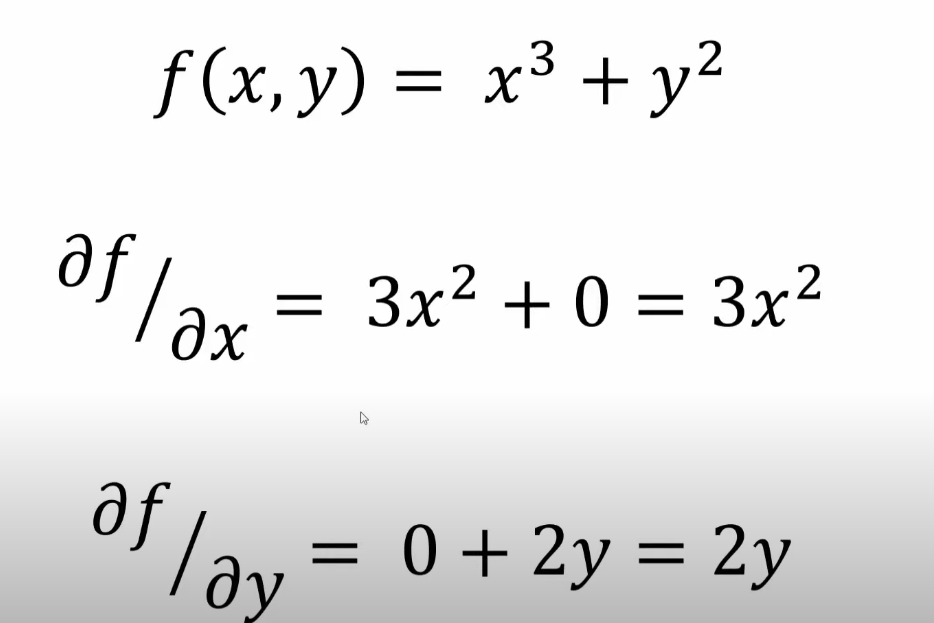 f(x, y) = x³ + y²
∂f/∂x = 3x² + 0 = 3x²
∂f/∂y = 0 + 2y = 2y